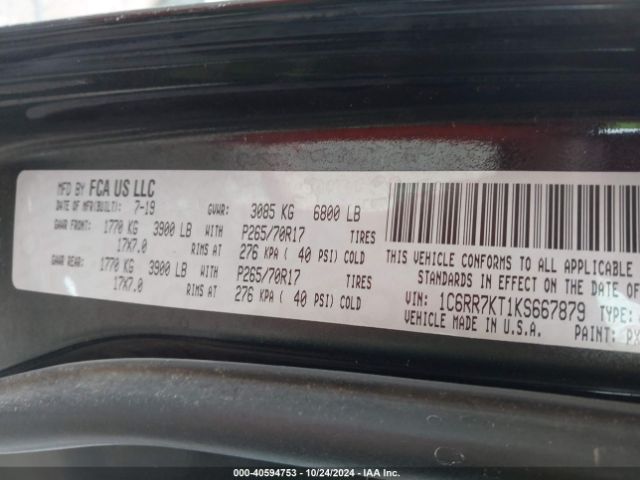 MFD BY FCA US LLC
DATE OF MFR(BUILT): 7-19 GVWR: 3085 KG 6800 LB
GAWR FRONT: 1770 KG 3900 LB WITH P265/70R17 TIRES
17X7.0 RIMS AT 276 KPA ( 40 PSI) COLD
GAWR REAR: 1770 KG 3900 LB WITH P265/70R17 TIRES
17X7.0 RIMS AT 276 KPA ( 40 PSI) COLD
THIS VEHICLE CONFORMS TO ALL APPLICABLE
STANDARDS IN EFFECT ON THE DATE OF
VIN: 1C6RR7KT1KS667879 TYPE:
VEHICLE MADE IN U.S.A. PAINT: PX
000-40594753 - 10/24/2024 - IAA Inc.